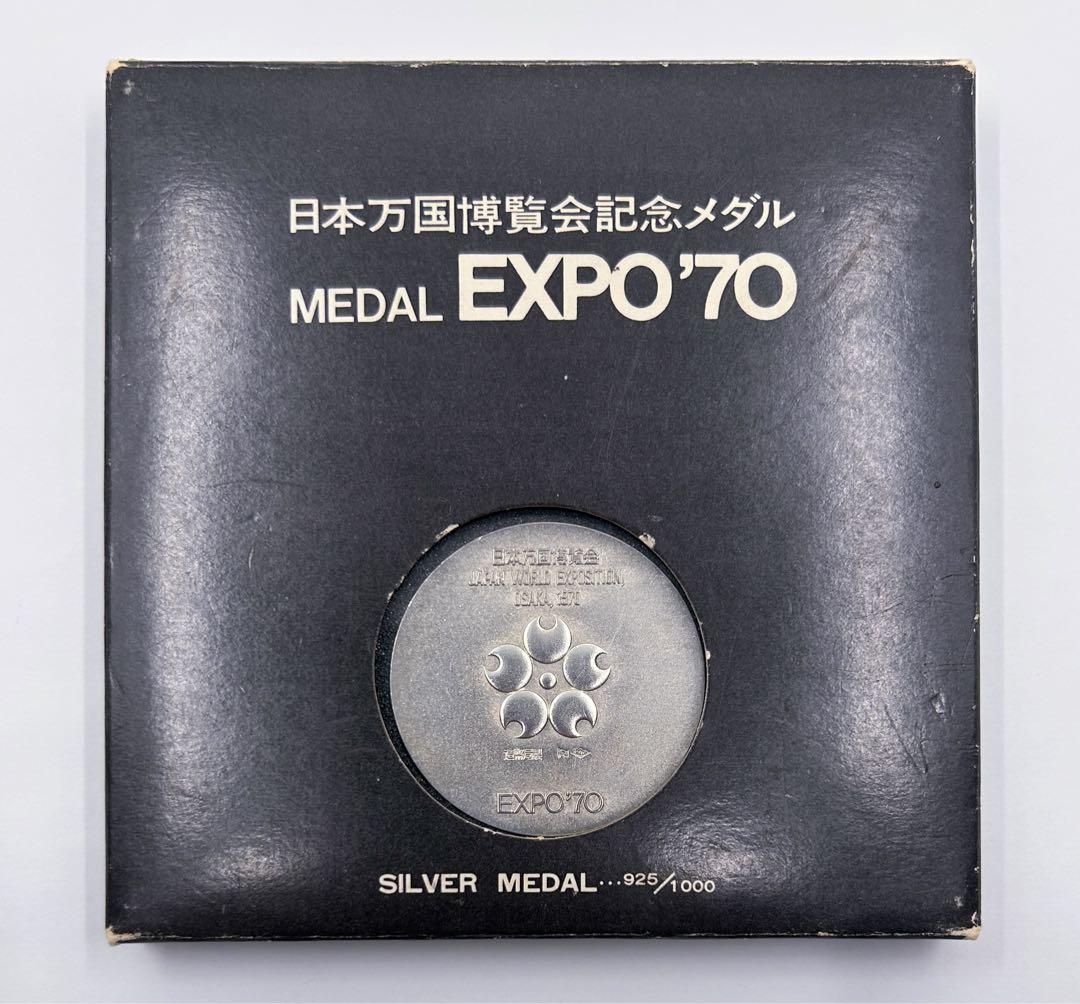 日本万国博覧会記念メダル
MEDAL EXPO'70
日本万国博覧会
JAPAN WORLD EXPOSITION,
OSAKA, 1970
EXPO'70
SILVER MEDAL...925/1000